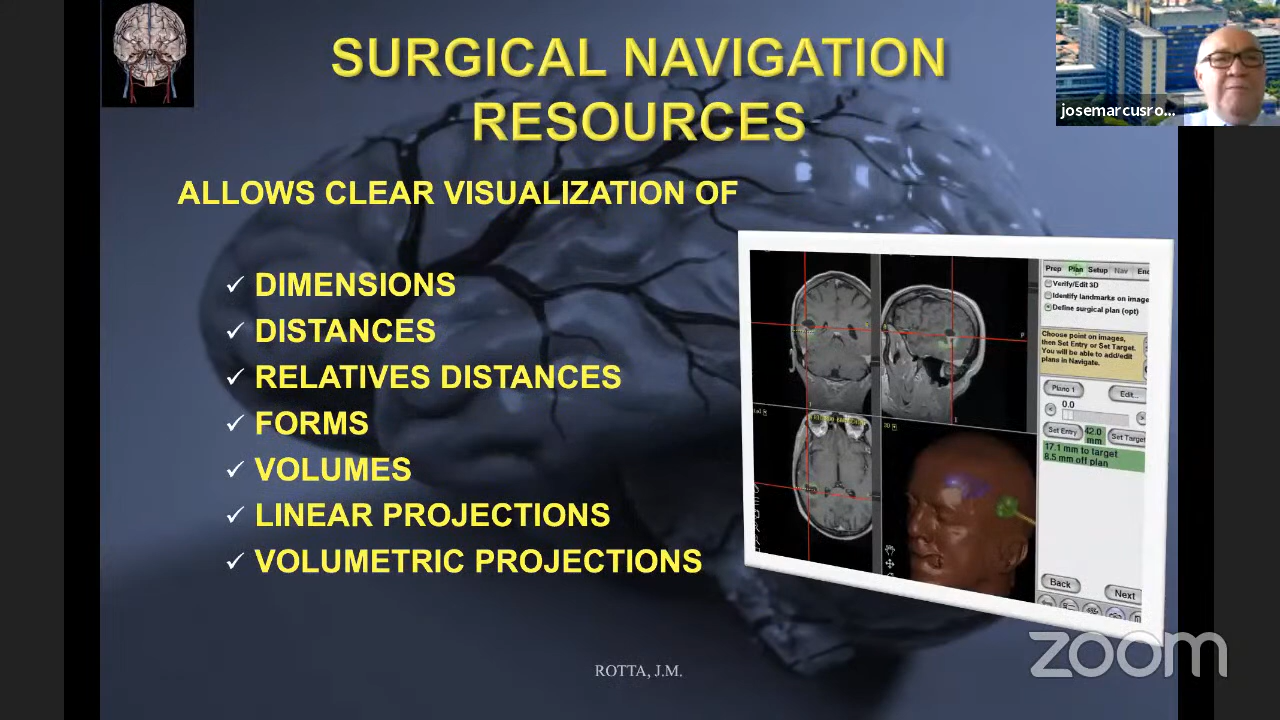 SURGICAL NAVIGATION
RESOURCES
josemarcusro...
ALLOWS CLEAR VISUALIZATION OF
✓ DIMENSIONS
✓ DISTANCES
✓ RELATIVES DISTANCES
✓ FORMS
✓ VOLUMES
✓ LINEAR PROJECTIONS
✓ VOLUMETRIC PROJECTIONS
Prep Plan Setup Nav
Verify/Edit 3D
Identify landmarks on image
Define surgical plan (opt)
Choose point on images,
then Set Entry or Set Target.
You will be able to add/edit
plans in Navigate.
Plano 1 Edit...
0.0
Set Entry 42.0 mm Set Target
17.1 mm to target
8.5 mm off plan
Back Next
ROTTA, J.M.
zoom